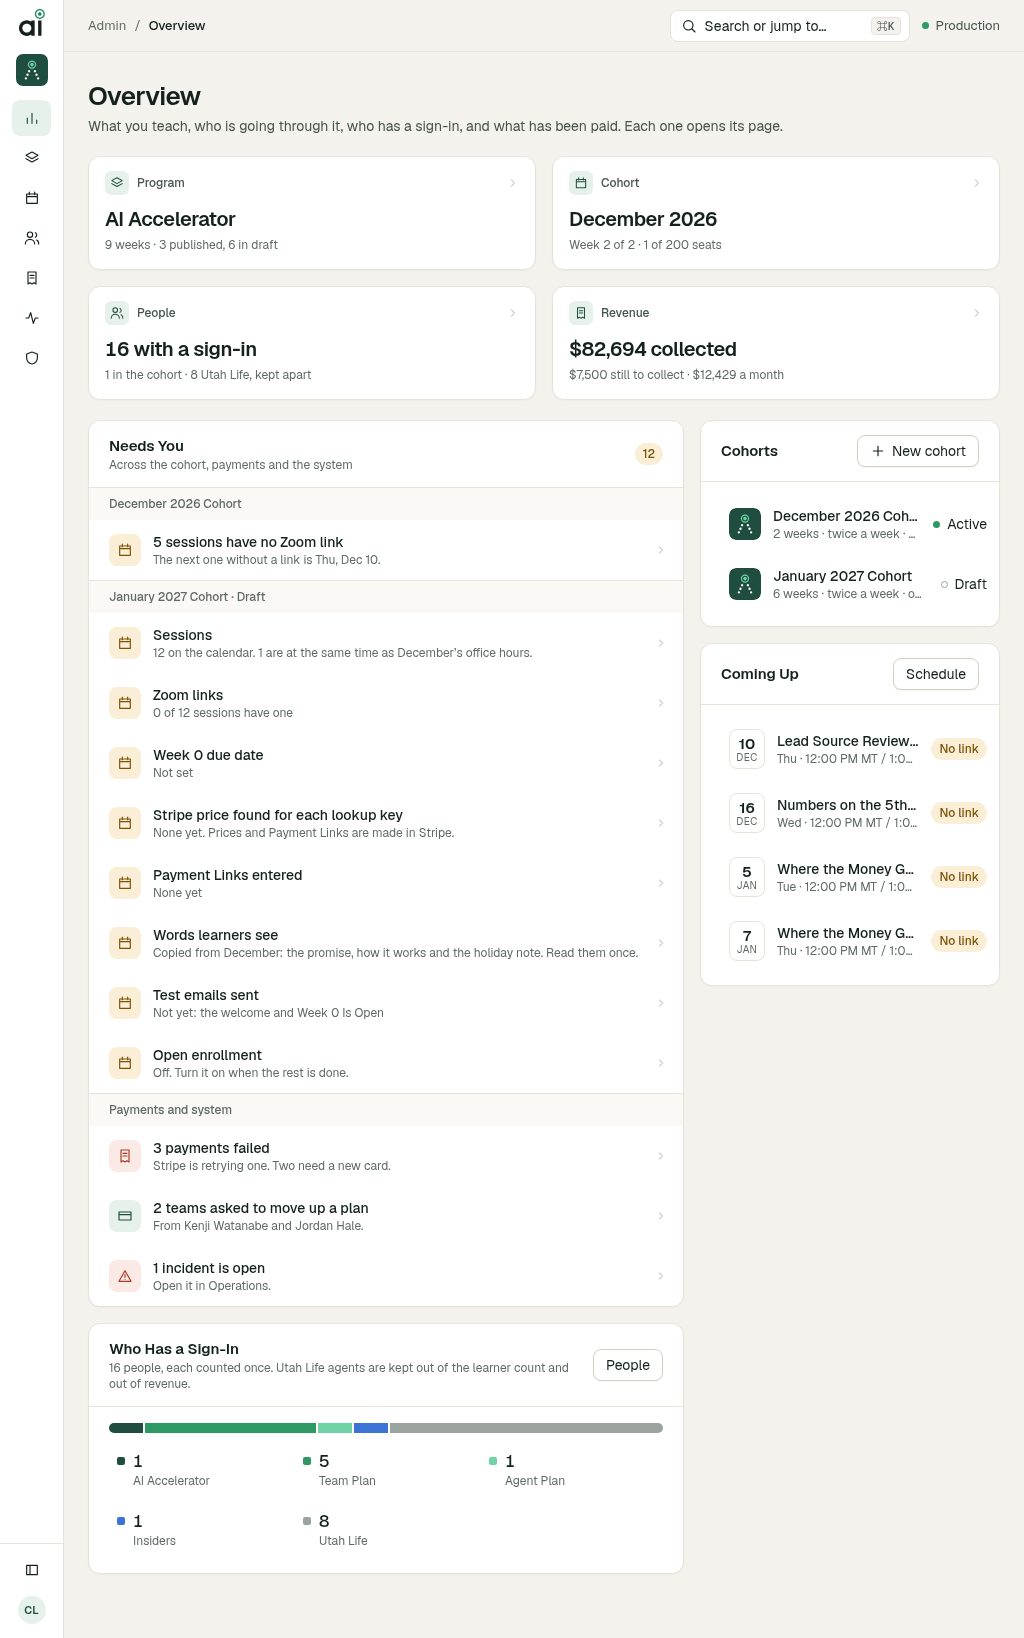 ai
Admin / Overview
Search or jump to...
⌘K
Production
Overview
What you teach, who is going through it, who has a sign-in, and what has been paid. Each one opens its page.
Program
AI Accelerator
9 weeks · 3 published, 6 in draft
Cohort
December 2026
Week 2 of 2 · 1 of 200 seats
People
16 with a sign-in
1 in the cohort · 8 Utah Life, kept apart
Revenue
$82,694 collected
$7,500 still to collect · $12,429 a month
Needs You
Across the cohort, payments and the system
12
December 2026 Cohort
5 sessions have no Zoom link
The next one without a link is Thu, Dec 10.
January 2027 Cohort · Draft
Sessions
12 on the calendar. 1 are at the same time as December's office hours.
Zoom links
0 of 12 sessions have one
Week 0 due date
Not set
Stripe price found for each lookup key
None yet. Prices and Payment Links are made in Stripe.
Payment Links entered
None yet
Words learners see
Copied from December: the promise, how it works and the holiday note. Read them once.
Test emails sent
Not yet: the welcome and Week 0 Is Open
Open enrollment
Off. Turn it on when the rest is done.
Payments and system
3 payments failed
Stripe is retrying one. Two need a new card.
2 teams asked to move up a plan
From Kenji Watanabe and Jordan Hale.
1 incident is open
Open it in Operations.
Who Has a Sign-In
16 people, each counted once. Utah Life agents are kept out of the learner count and
out of revenue.
People
1
AI Accelerator
5
Team Plan
1
Agent Plan
1
Insiders
8
Utah Life
Cohorts
New cohort
December 2026 Coh...
2 weeks · twice a week · ...
Active
January 2027 Cohort
6 weeks · twice a week · o...
Draft
Coming Up
Schedule
10
DEC
Lead Source Review...
Thu · 12:00 PM MT / 1:0...
No link
16
DEC
Numbers on the 5th...
Wed · 12:00 PM MT / 1:0...
No link
5
JAN
Where the Money G...
Tue · 12:00 PM MT / 1:0...
No link
7
JAN
Where the Money G...
Thu · 12:00 PM MT / 1:0...
No link
CL